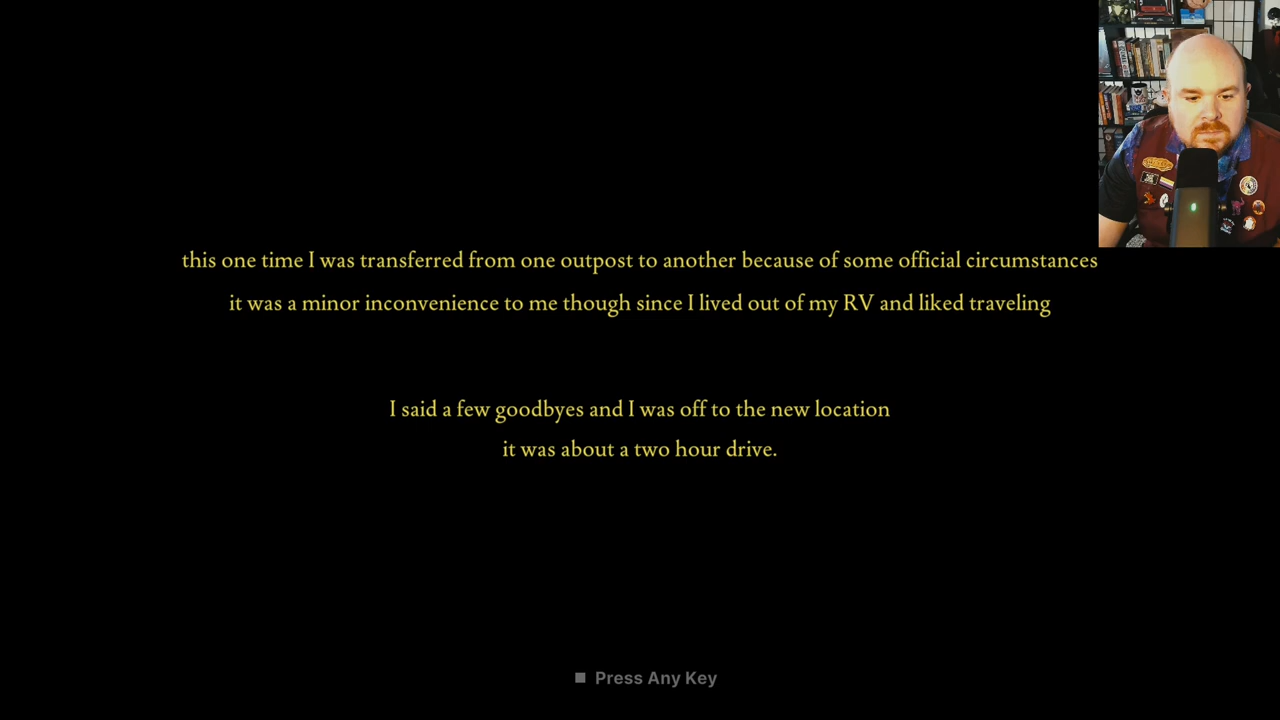 this one time I was transferred from one outpost to another because of some official circumstances
it was a minor inconvenience to me though since I lived out of my RV and liked traveling
I said a few goodbyes and I was off to the new location
it was about a two hour drive.
Press Any Key